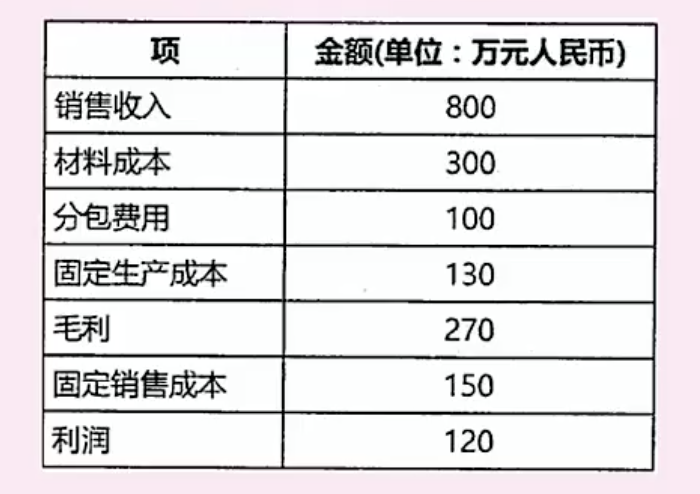 项 金额(单位：万元人民币)
销售收入 800
材料成本 300
分包费用 100
固定生产成本 130
毛利 270
固定销售成本 150
利润 120